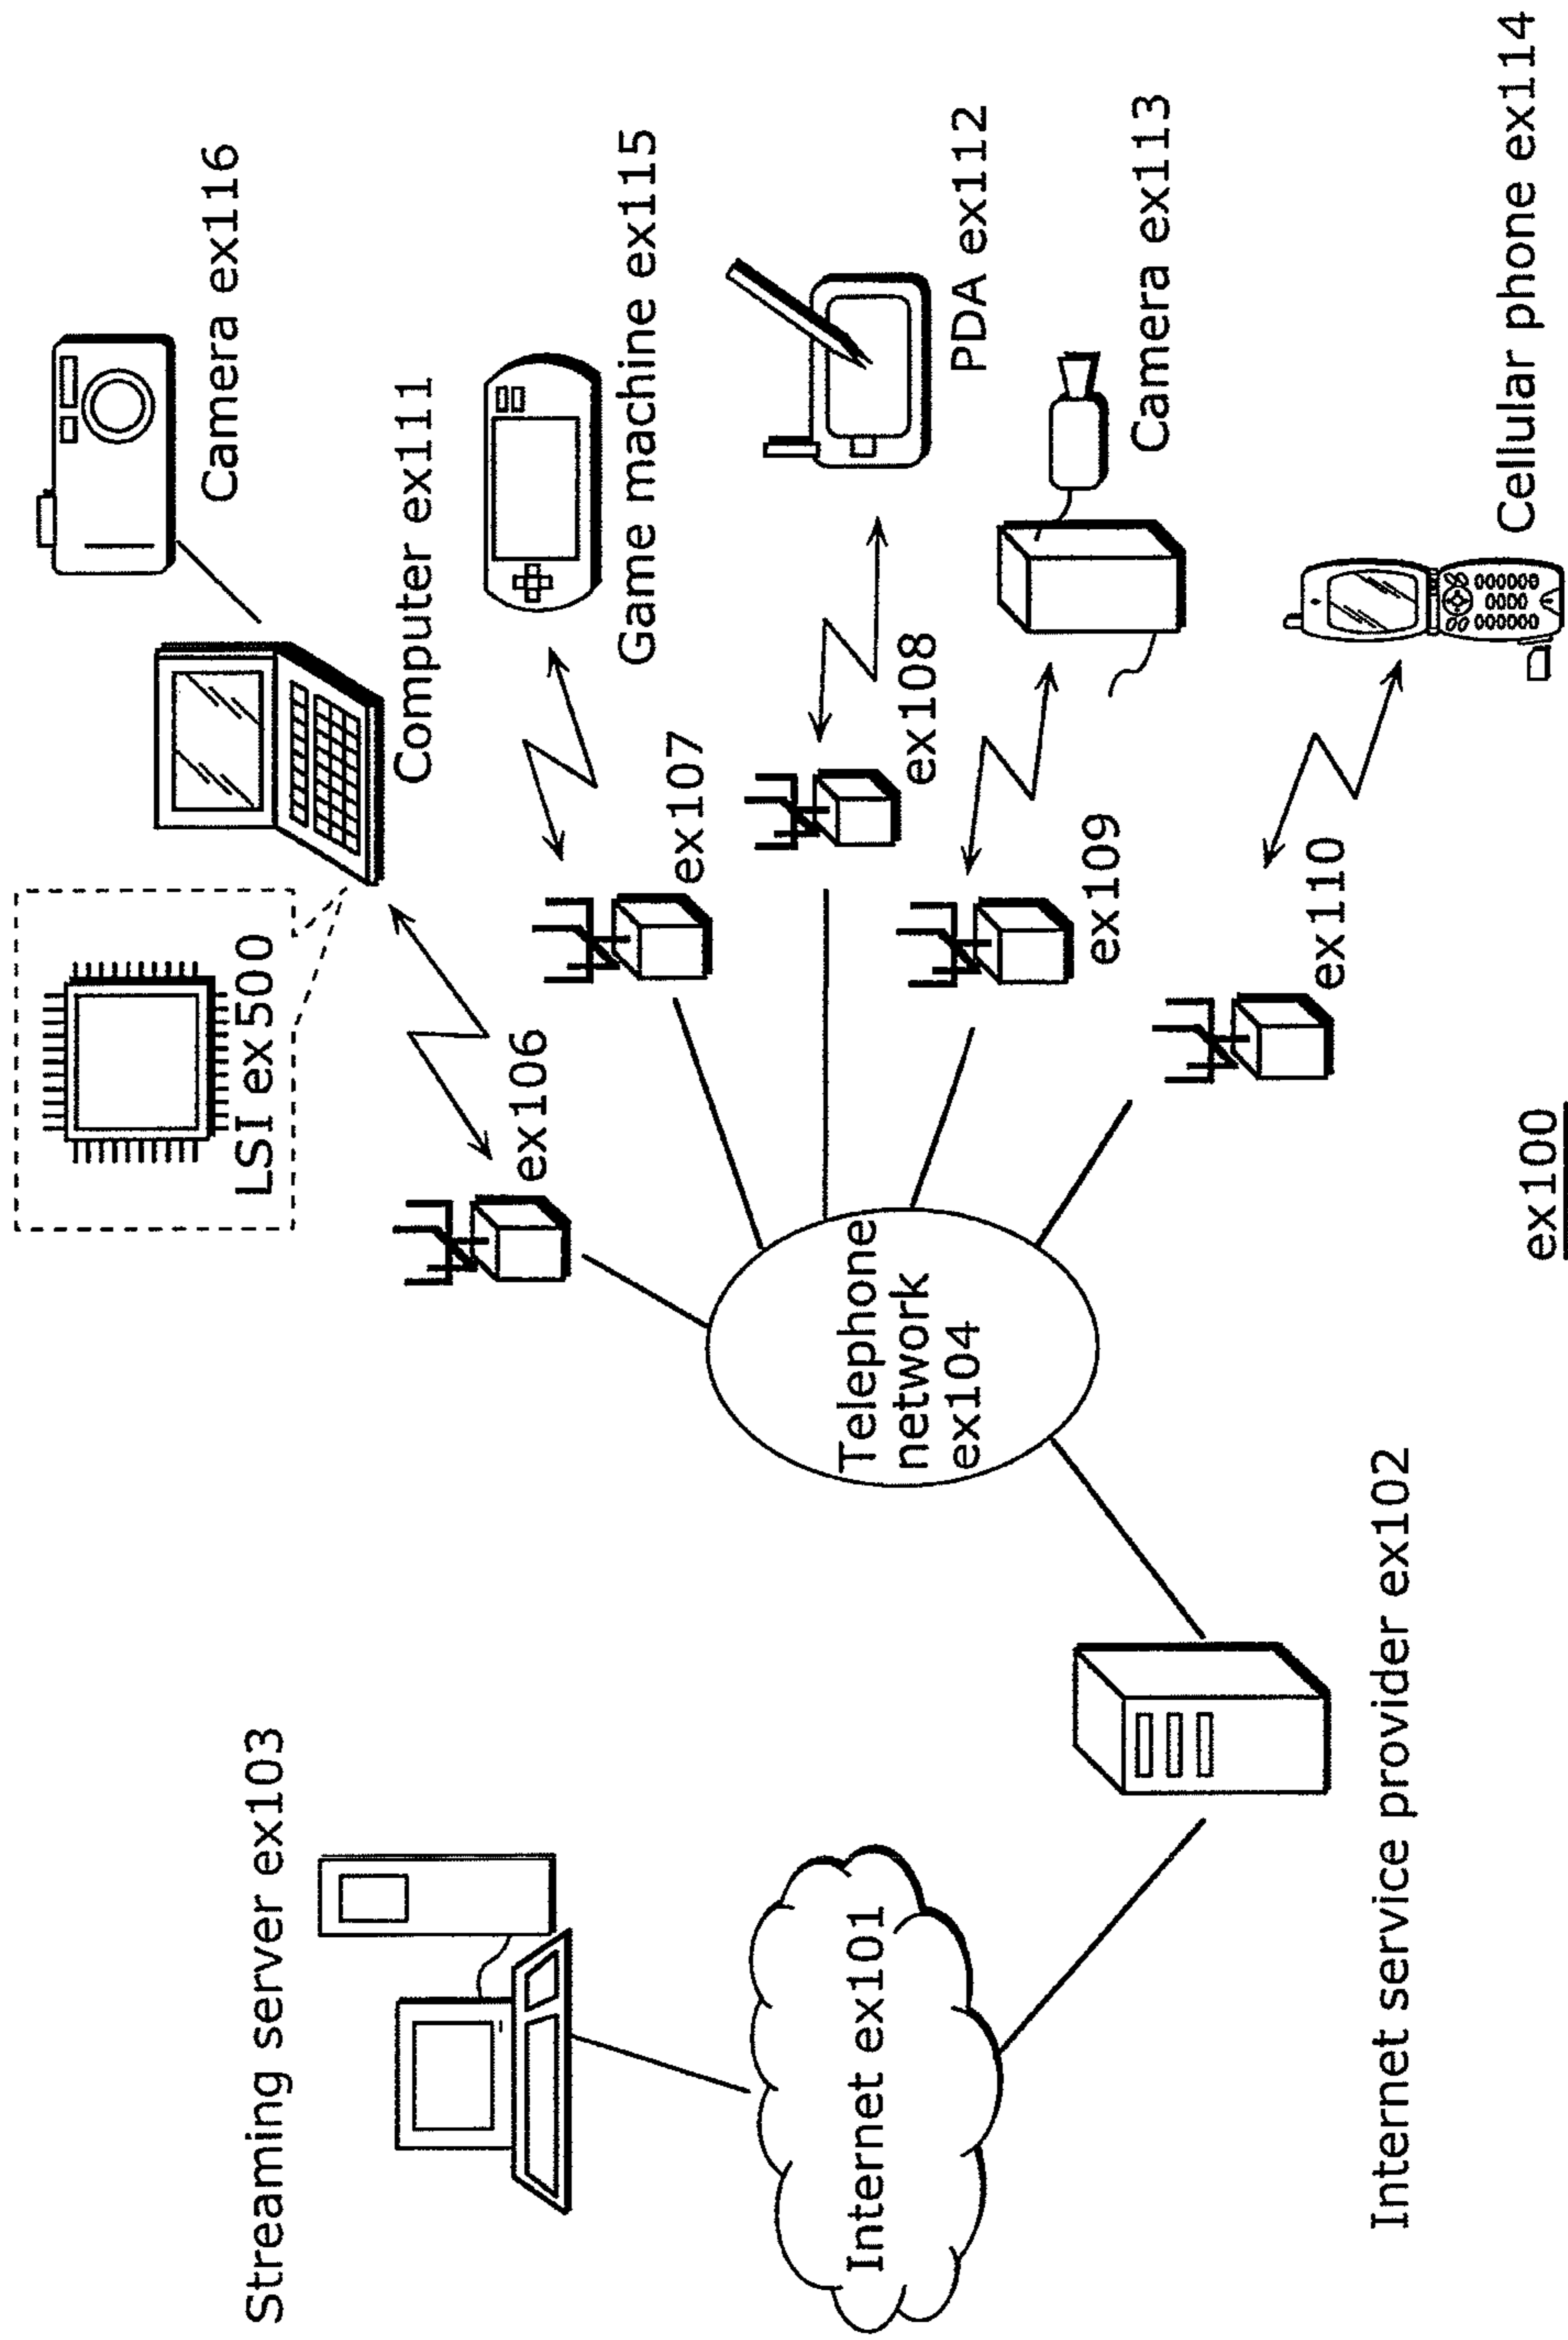 LSI ex500
Camera ex116
Streaming server ex103
Computer ex111
ex106
Game machine ex115
ex107
Internet ex101
Telephone
network
ex104
ex108
PDA ex112
ex109
Camera ex113
ex110
Internet service provider ex102
Cellular phone ex114
ex100